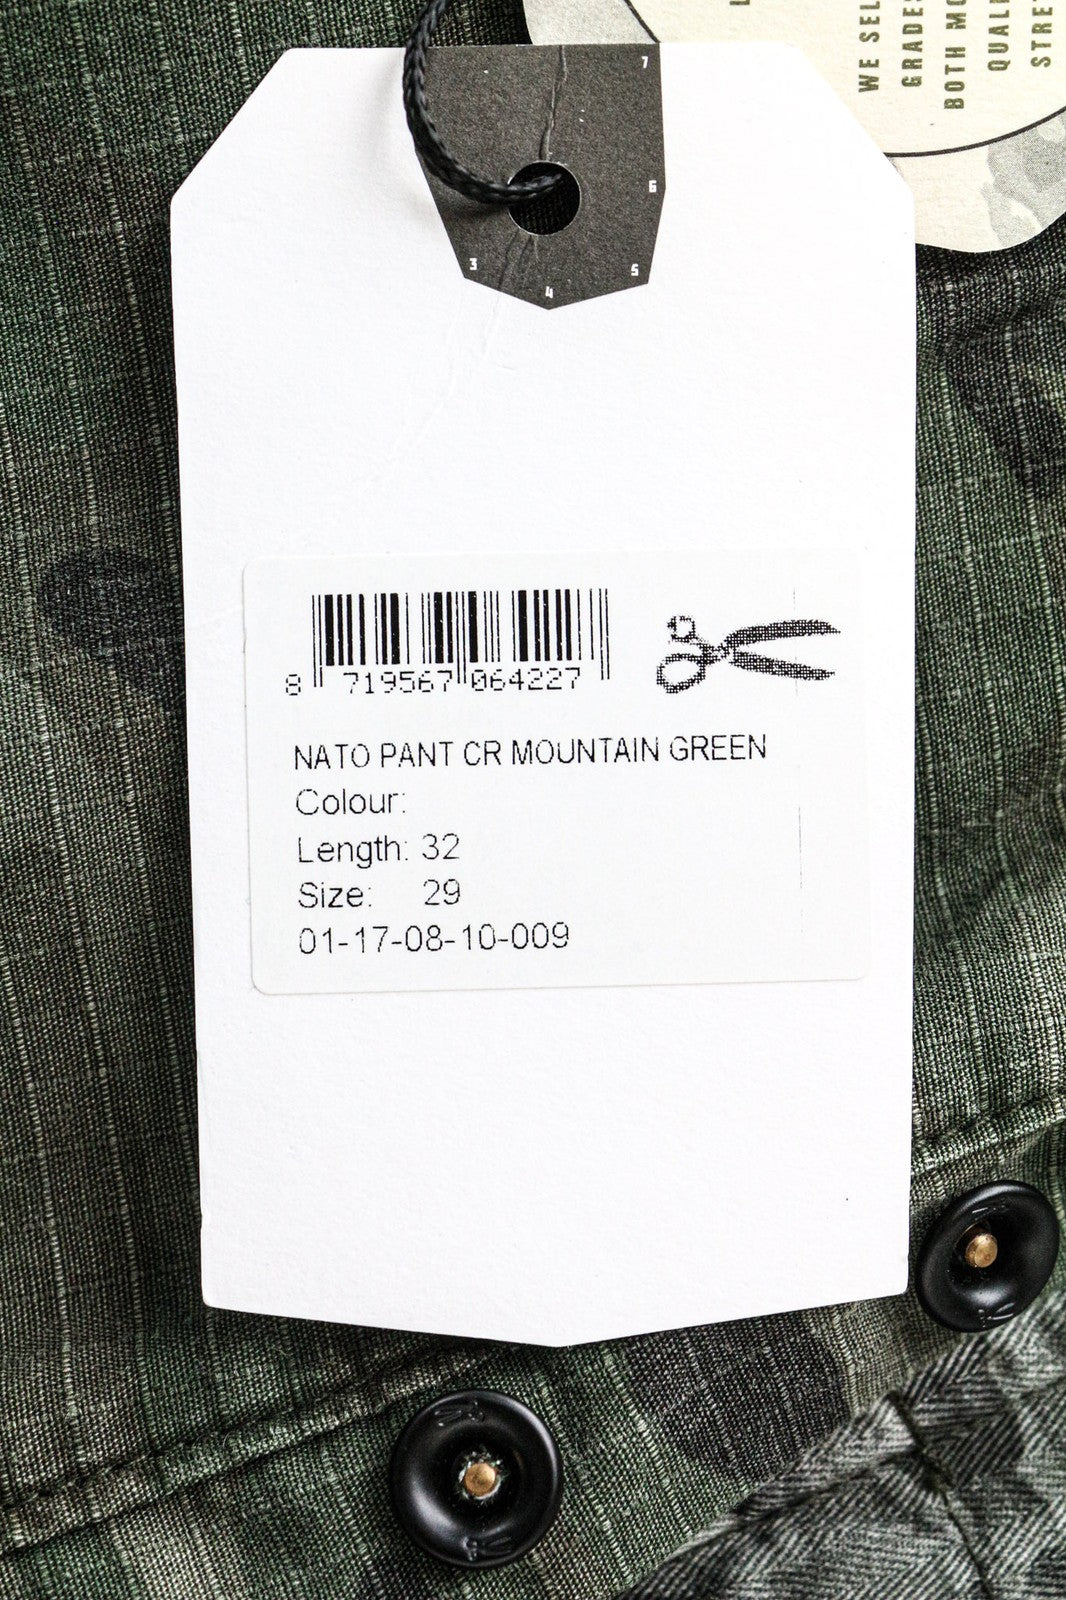 WE SEL
GRADES
BOTH MO
QUALI
STRE
7
6
5
4
3
8 719567 064227
NATO PANT CR MOUNTAIN GREEN
Colour:
Length: 32
Size: 29
01-17-08-10-009